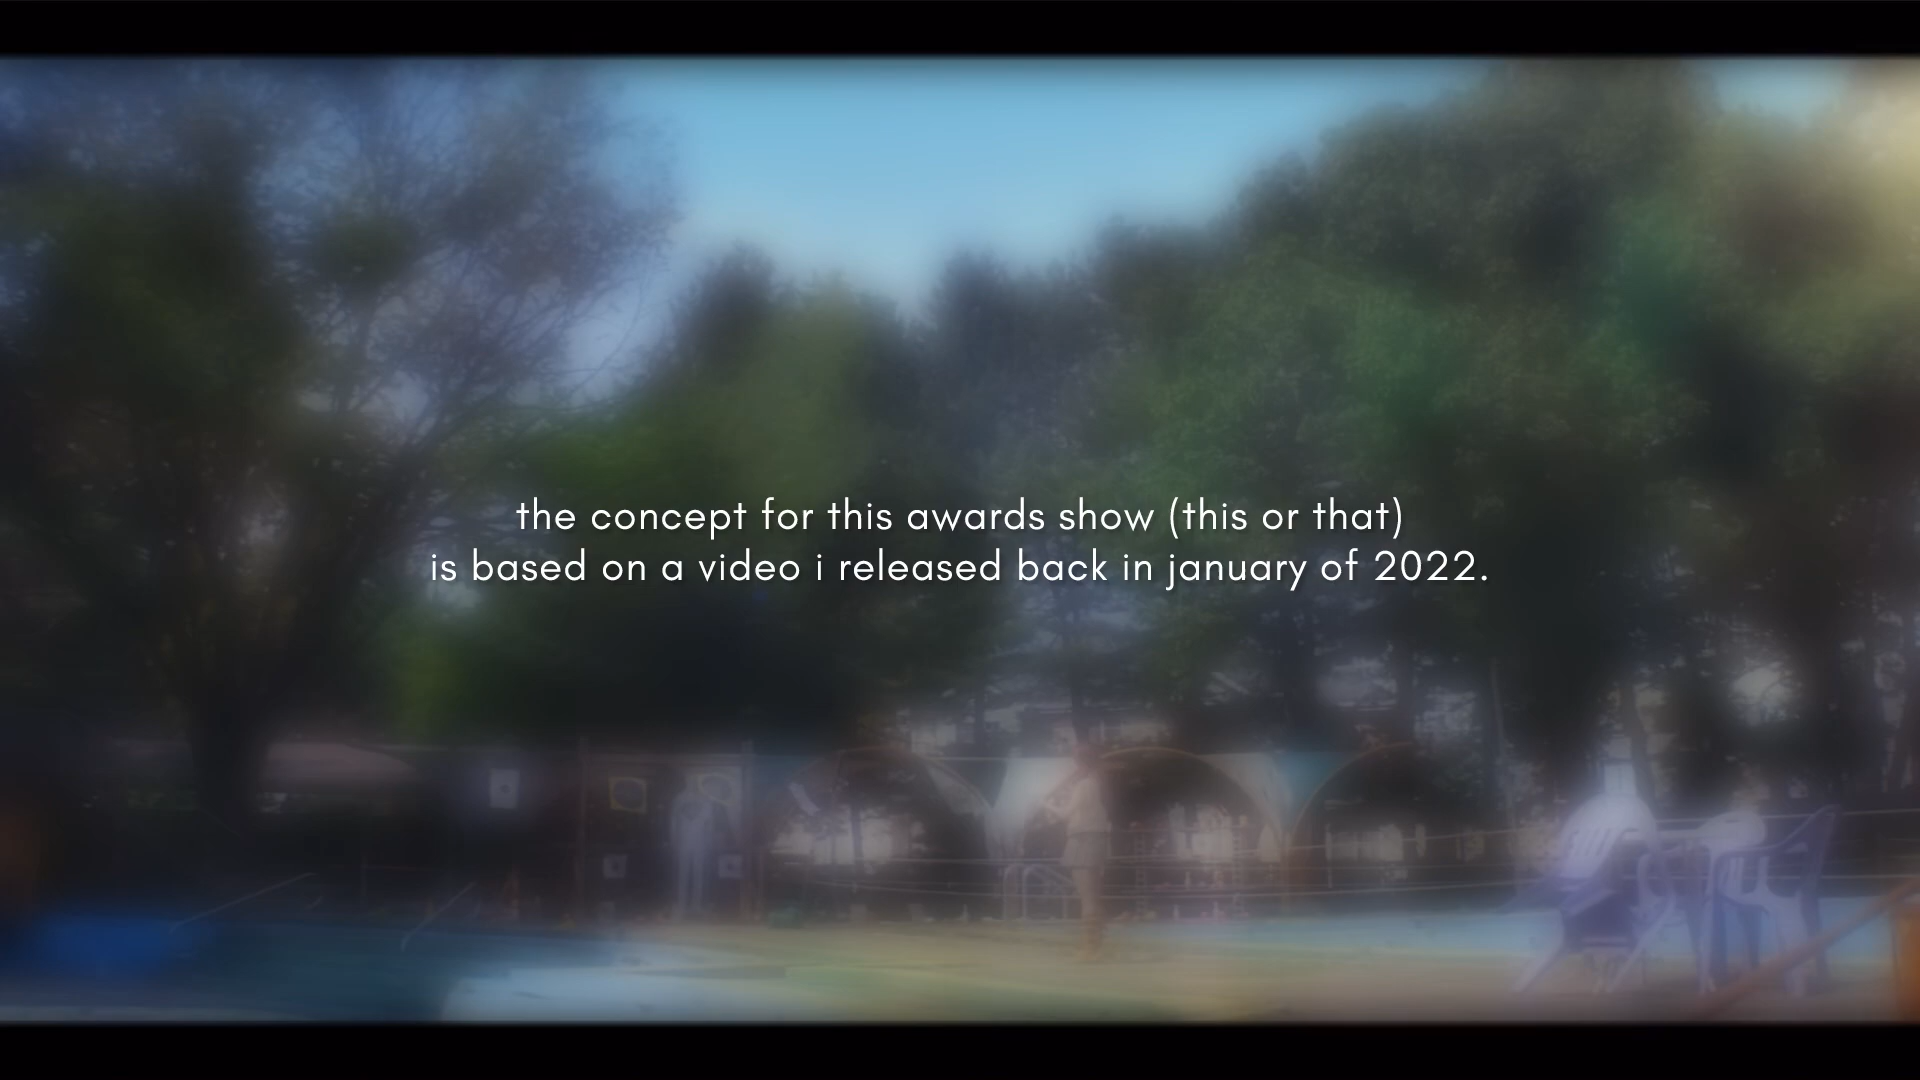 the concept for this awards show (this or that)
is based on a video i released back in january of 2022.